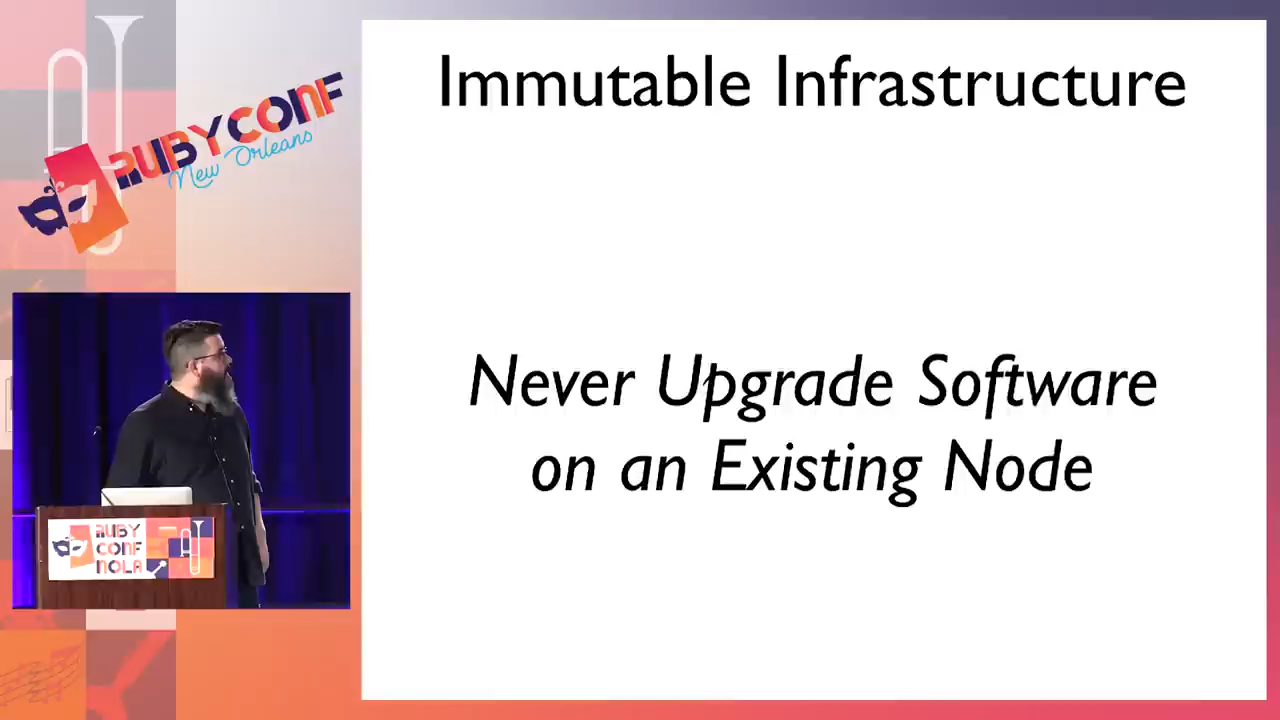 RUBYCONF
New Orleans
RUBY
CONF
NOLA
Immutable Infrastructure
Never Upgrade Software
on an Existing Node